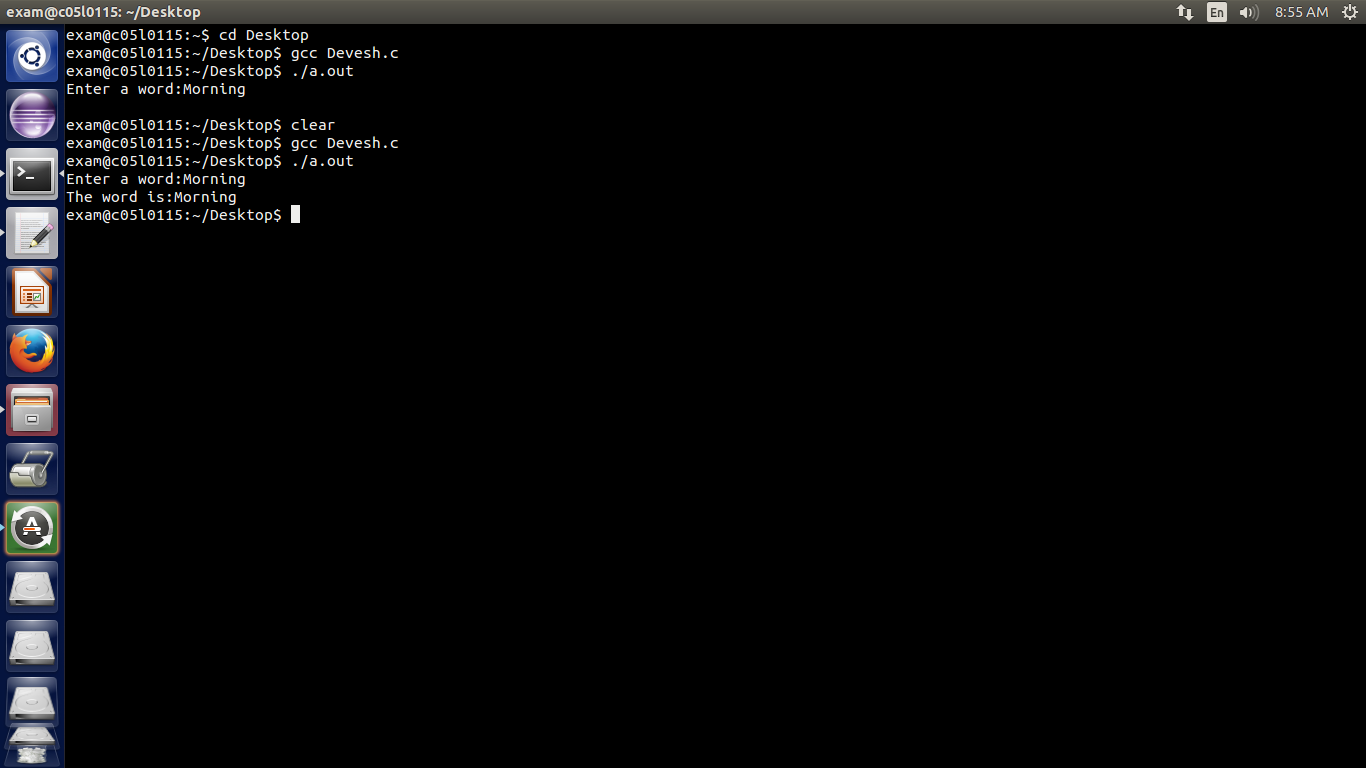 exam@c05l0115: ~/Desktop
En
8:55 AM
exam@c05l0115:~$ cd Desktop
exam@c05l0115:~/Desktop$ gcc Devesh.c
exam@c05l0115:~/Desktop$ ./a.out
Enter a word:Morning
exam@c05l0115:~/Desktop$ clear
exam@c05l0115:~/Desktop$ gcc Devesh.c
exam@c05l0115:~/Desktop$ ./a.out
Enter a word:Morning
The word is:Morning
exam@c05l0115:~/Desktop$